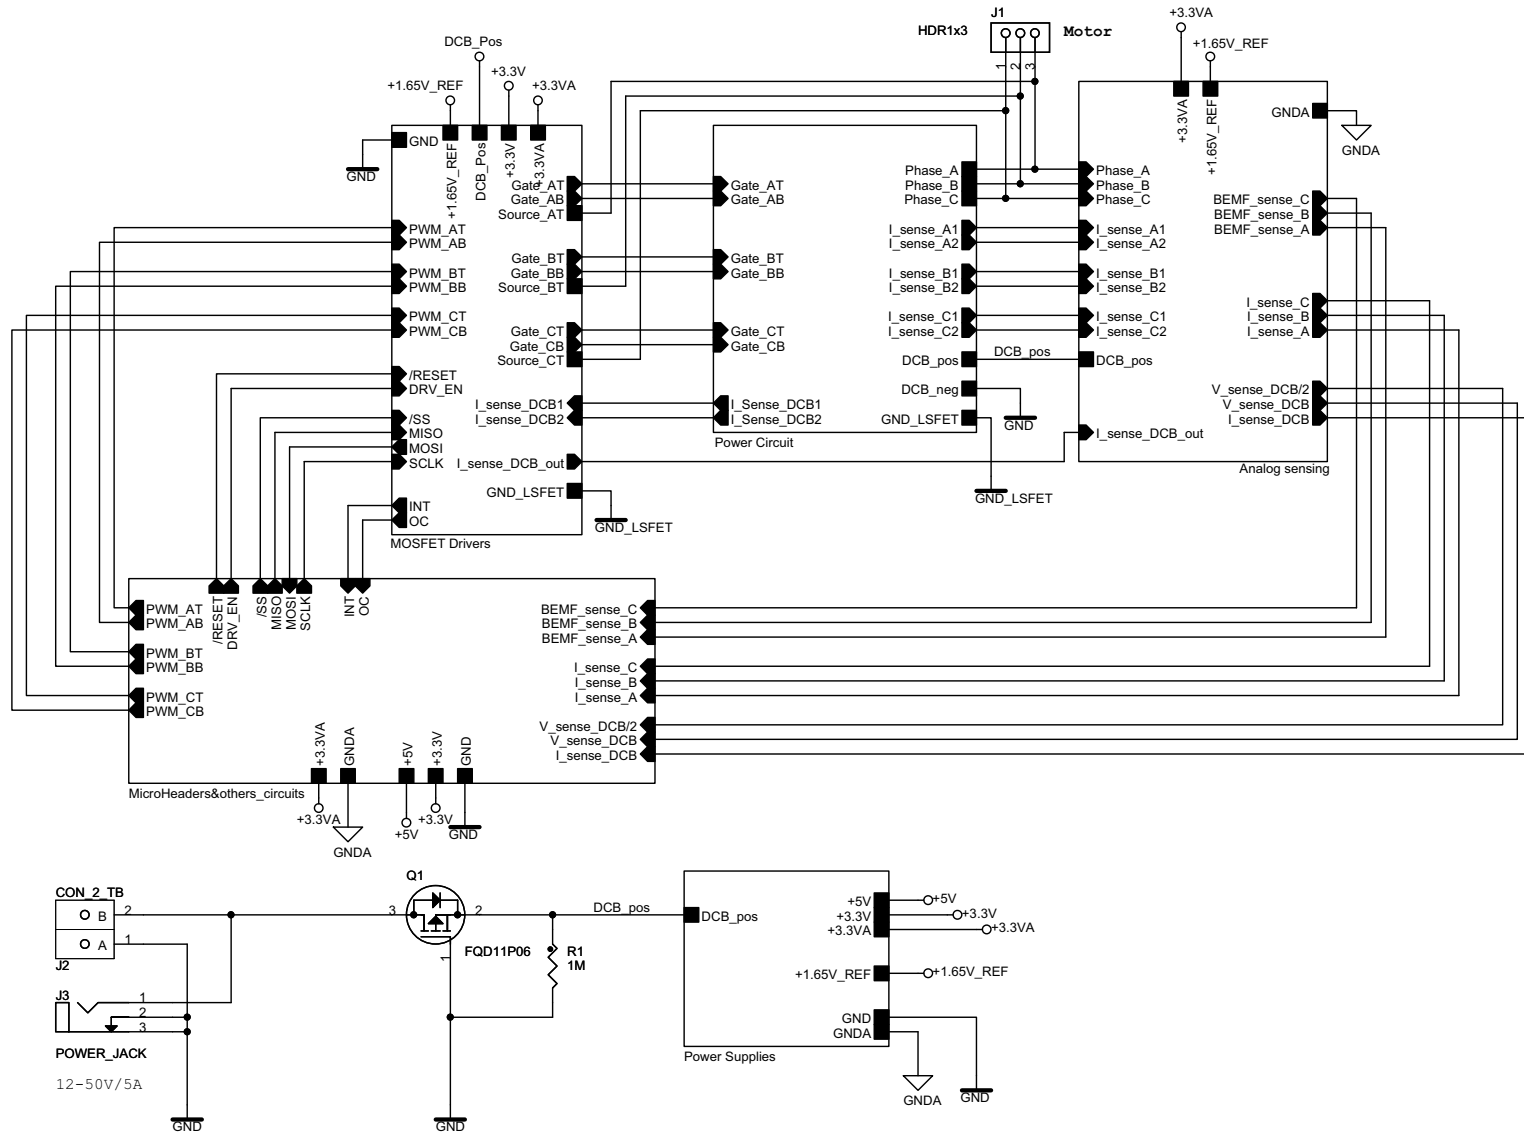 J1
HDR1x3
Motor
1
2
3
DCB_Pos
+3.3V
+1.65V_REF
+3.3VA
+3.3VA
+1.65V_REF
GND
GND
+1.65V_REF
DCB_Pos
+3.3V
+3.3VA
Gate_AT
Gate_AB
Source_AT
PWM_AT
PWM_AB
Gate_BT
Gate_BB
Source_BT
PWM_BT
PWM_BB
PWM_CT
PWM_CB
Gate_CT
Gate_CB
Source_CT
/RESET
DRV_EN
I_sense_DCB1
I_sense_DCB2
/SS
MISO
MOSI
SCLK
I_sense_DCB_out
GND_LSFET
INT
OC
GND_LSFET
MOSFET Drivers
Gate_AT
Gate_AB
Gate_BT
Gate_BB
Gate_CT
Gate_CB
I_Sense_DCB1
I_Sense_DCB2
Phase_A
Phase_B
Phase_C
I_sense_A1
I_sense_A2
I_sense_B1
I_sense_B2
I_sense_C1
I_sense_C2
DCB_pos
DCB_neg
GND_LSFET
Power Circuit
DCB_pos
GND
GND_LSFET
+3.3VA
+1.65V_REF
GNDA
GNDA
Phase_A
Phase_B
Phase_C
I_sense_A1
I_sense_A2
I_sense_B1
I_sense_B2
I_sense_C1
I_sense_C2
DCB_pos
I_sense_DCB_out
BEMF_sense_C
BEMF_sense_B
BEMF_sense_A
I_sense_C
I_sense_B
I_sense_A
V_sense_DCB/2
V_sense_DCB
I_sense_DCB
Analog sensing
/RESET
DRV_EN
/SS
MISO
MOSI
SCLK
INT
OC
PWM_AT
PWM_AB
PWM_BT
PWM_BB
PWM_CT
PWM_CB
BEMF_sense_C
BEMF_sense_B
BEMF_sense_A
I_sense_C
I_sense_B
I_sense_A
V_sense_DCB/2
V_sense_DCB
I_sense_DCB
+3.3VA
GNDA
+5V
+3.3V
GND
MicroHeaders&others_circuits
+3.3VA
GNDA
+5V
+3.3V
GND
CON_2_TB
B 2
A 1
J2
J3
1
2
3
POWER_JACK
12-50V/5A
GND
Q1
3
2
1
FQD11P06
R1
1M
GND
DCB_pos
DCB_pos
+5V
+3.3V
+3.3VA
+1.65V_REF
GND
GNDA
Power Supplies
+5V
+3.3V
+3.3VA
+1.65V_REF
GNDA
GND